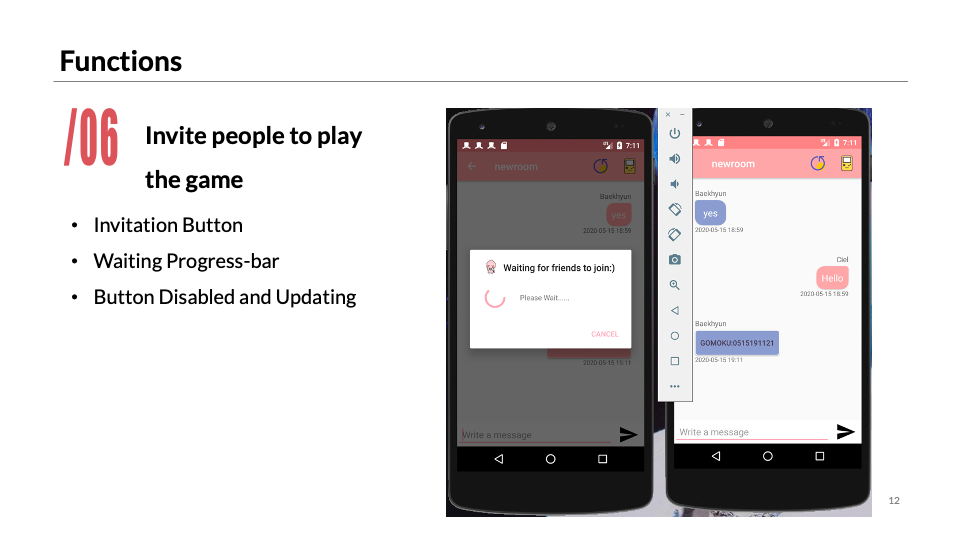 Functions
/06
Invite people to play
the game
• Invitation Button
• Waiting Progress-bar
• Button Disabled and Updating
7:11
newroom
Baekhyun
yes
2020-05-15 18:59
Waiting for friends to join:)
Please Wait......
CANCEL
2020-05-15 19:11
Write a message
7:11
newroom
Baekhyun
yes
2020-05-15 18:59
Ciel
Hello
2020-05-15 18:59
Baekhyun
GOMOKU:0515191121
2020-05-15 19:11
Write a message
12